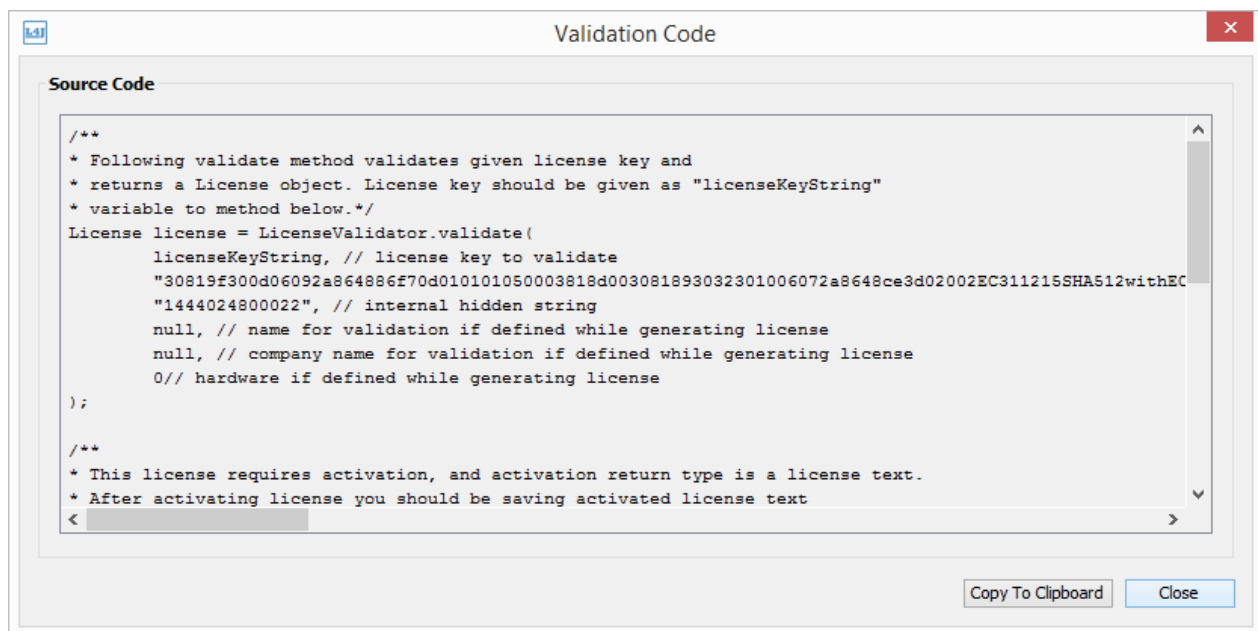 L4J
Validation Code
Source Code
/**
* Following validate method validates given license key and
* returns a License object. License key should be given as "licenseKeyString"
* variable to method below.*/
License license = LicenseValidator.validate(
licenseKeyString, // license key to validate
"30819f300d06092a864886f70d010101050003818d003081893032301006072a8648ce3d02002EC311215SHA512withEC
"1444024800022", // internal hidden string
null, // name for validation if defined while generating license
null, // company name for validation if defined while generating license
0// hardware if defined while generating license
);
/**
* This license requires activation, and activation return type is a license text.
* After activating license you should be saving activated license text
Copy To Clipboard
Close